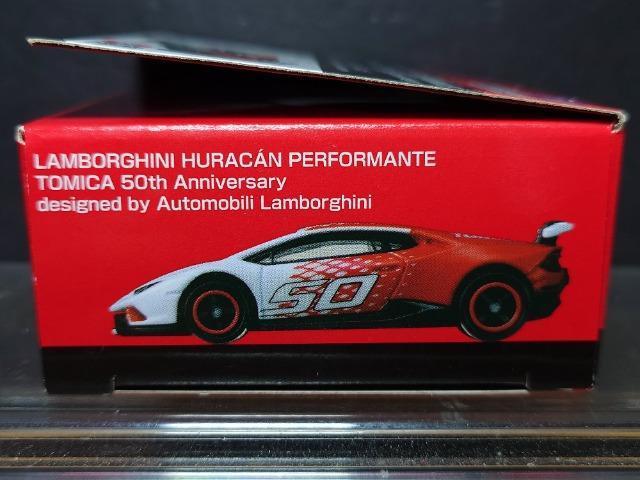 LAMBORGHINI HURACÁN PERFORMANTE
TOMICA 50th Anniversary
designed by Automobili Lamborghini
50